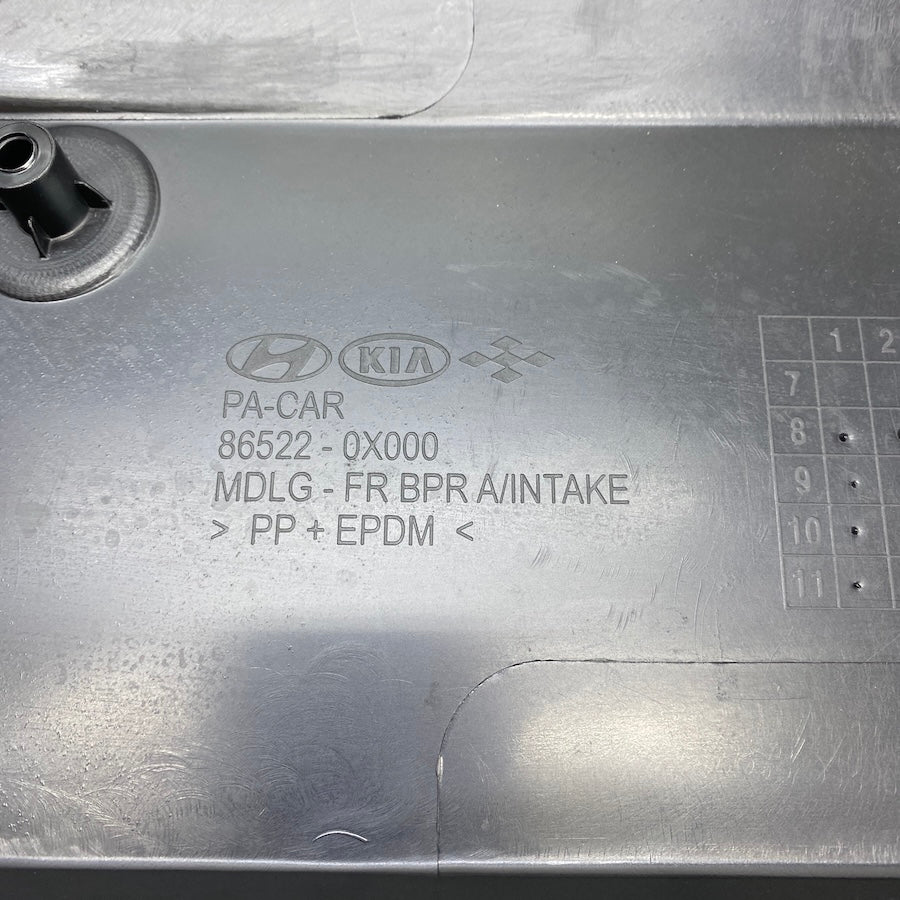 KIA
PA-CAR
86522 - 0X000
MDLG - FR BPR A/INTAKE
> PP + EPDM <
1 2
7
8
9
10
11